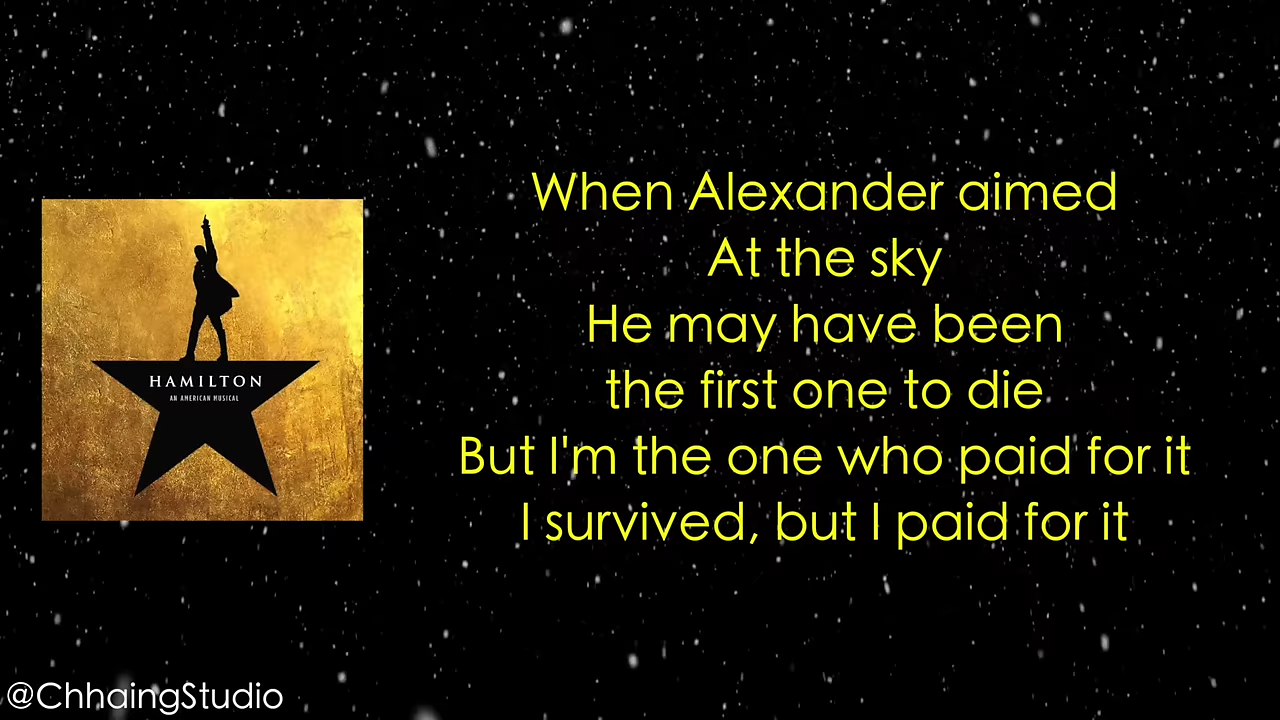 HAMILTON
AN AMERICAN MUSICAL
When Alexander aimed
At the sky
He may have been
the first one to die
But I'm the one who paid for it
I survived, but I paid for it
@ChhaingStudio